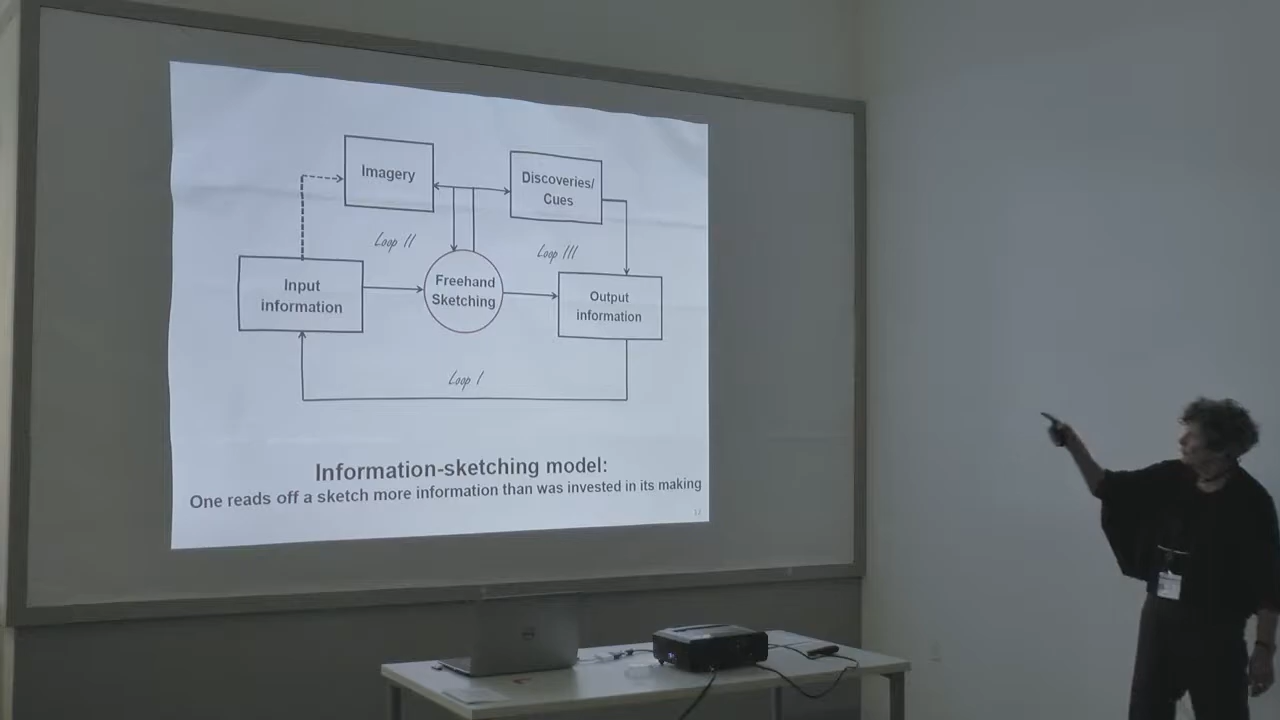 Imagery
Discoveries/
Cues
Loop II
Loop III
Input
information
Freehand
Sketching
Output
information
Loop I
Information-sketching model:
One reads off a sketch more information than was invested in its making